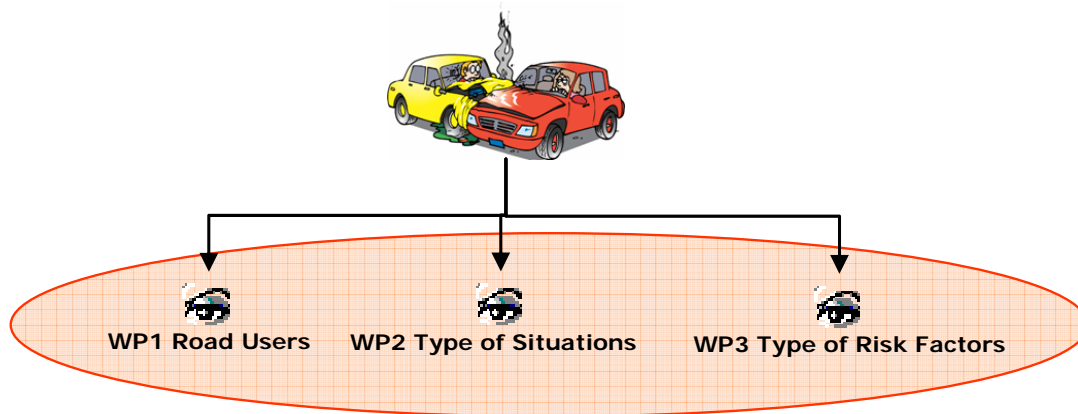 WP1 Road Users
WP2 Type of Situations
WP3 Type of Risk Factors